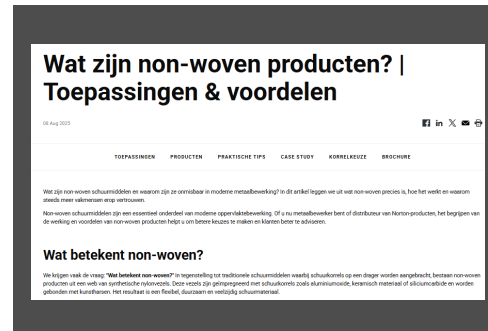 Wat zijn non-woven producten? |
Toepassingen & voordelen
08 Aug 2025
TOEPASSINGEN PRODUCTEN PRAKTISCHE TIPS CASE STUDY KORRELKEUZE BROCHURE
Wat zijn non-woven schuurmiddelen en waarom zijn ze onmisbaar in moderne metaalbewerking? In dit artikel leggen we uit wat non-woven precies is, hoe het werkt en waarom
steeds meer vakmensen erop vertrouwen.
Non-woven schuurmiddelen zijn een essentieel onderdeel van moderne oppervlaktebewerking. Of u nu metaalbewerker bent of distributeur van Norton-producten, het begrijpen van
de werking en voordelen van non-woven producten helpt u om betere keuzes te maken en klanten beter te adviseren.
Wat betekent non-woven?
We krijgen vaak de vraag: "Wat betekent non-woven?" In tegenstelling tot traditionele schuurmiddelen waarbij schuurkorrels op een drager worden aangebracht, bestaan non-woven
producten uit een web van synthetische nylonvezels. Deze vezels zijn geïmpregneerd met schuurkorrels zoals aluminiumoxide, keramisch materiaal of siliciumcarbide en worden
gebonden met kunstharsen. Het resultaat is een flexibel, duurzaam en veelzijdig schuurmateriaal.